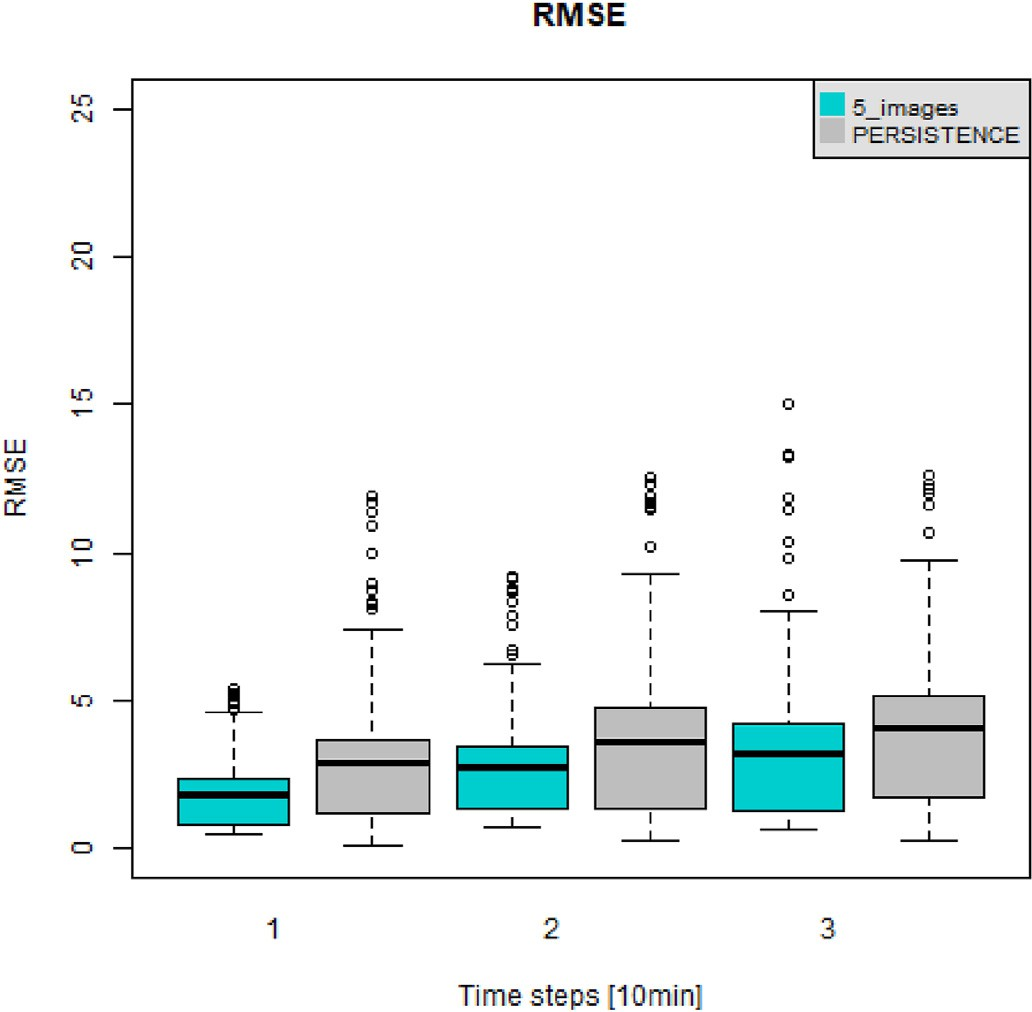 RMSE
5_images
PERSISTENCE
25
20
15
10
5
0
RMSE
1 2 3
Time steps [10min]